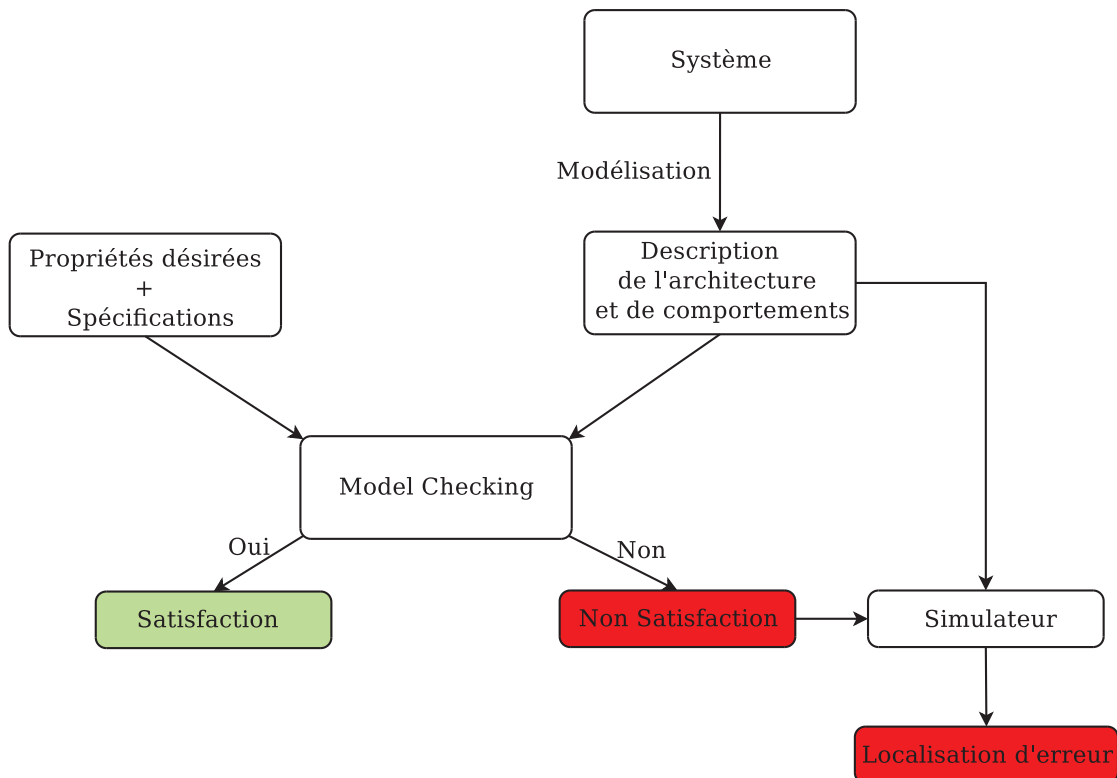 Système
Modélisation
Propriétés désirées
+
Spécifications
Description
de l'architecture
et de comportements
Model Checking
Oui
Non
Satisfaction
Non Satisfaction
Simulateur
Localisation d'erreur